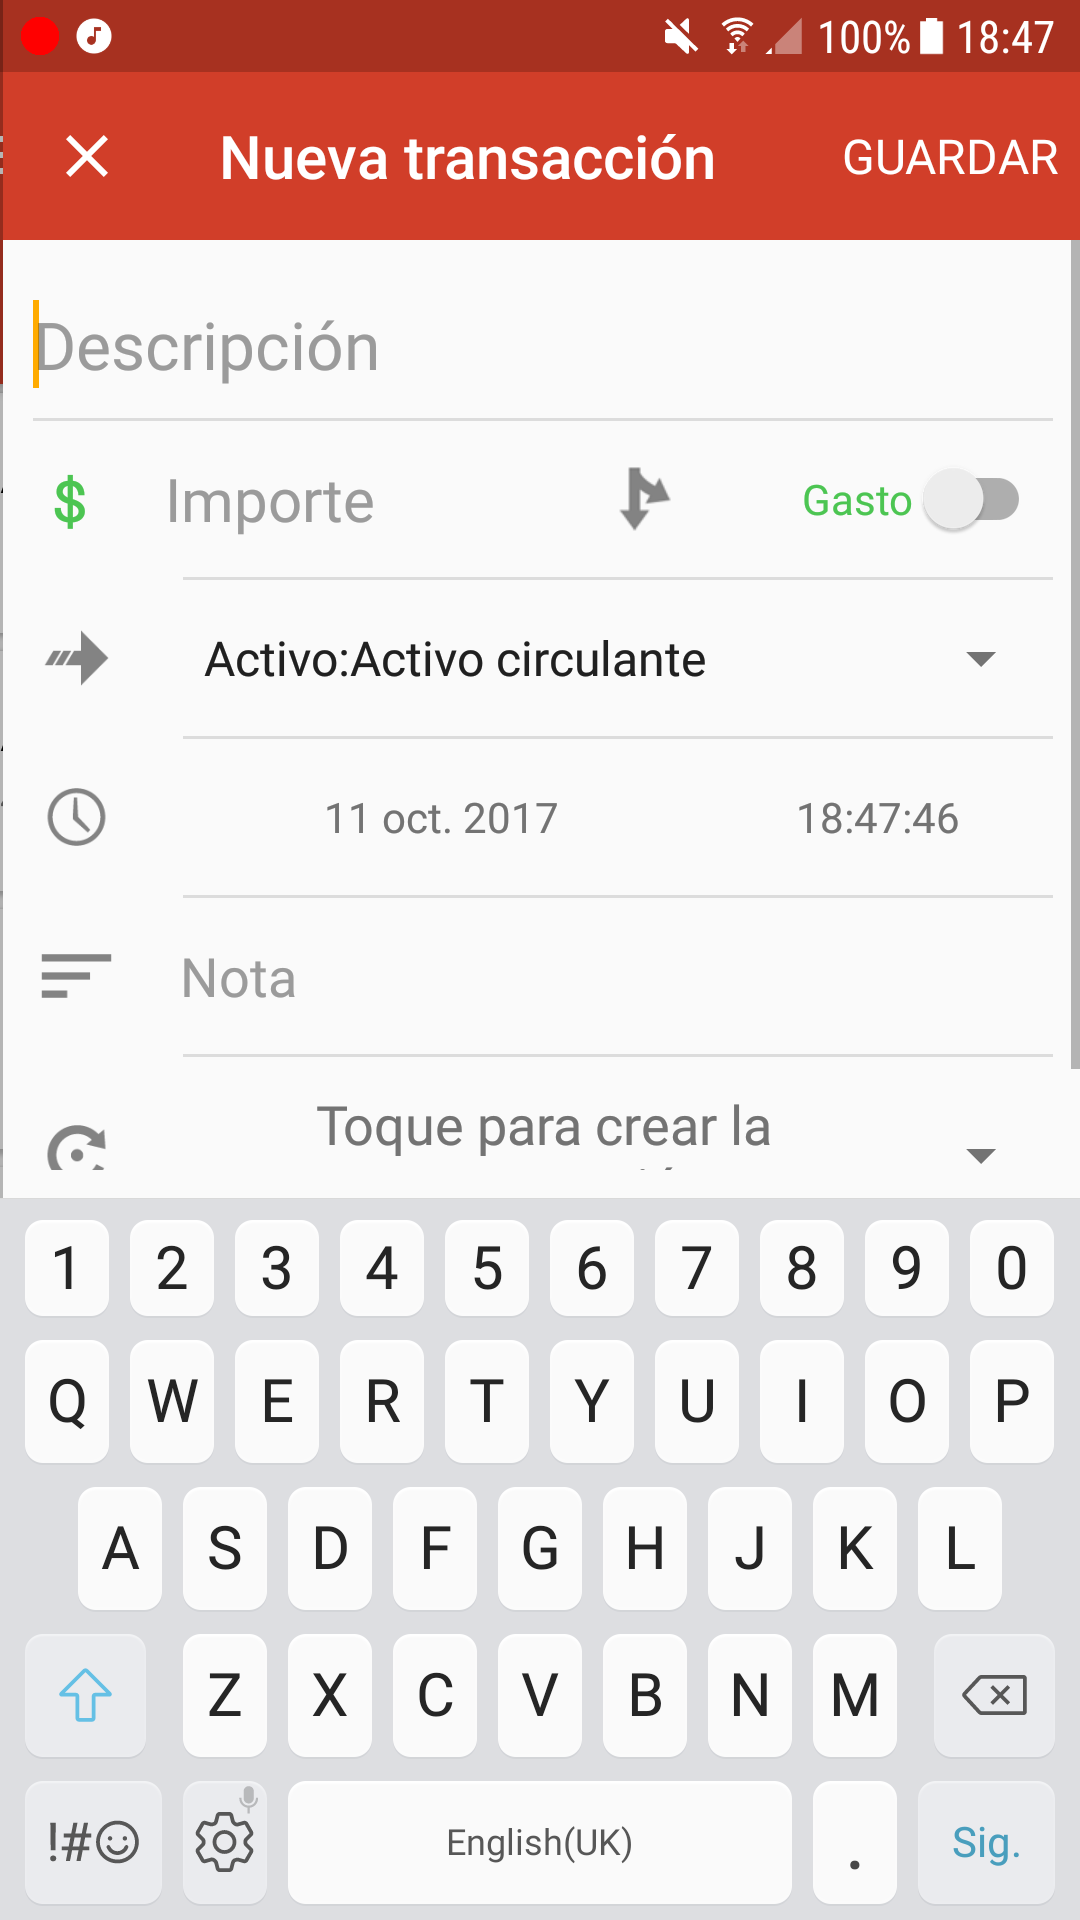 100% 18:47
Nueva transacción GUARDAR
Descripción
$ Importe Gasto
Activo:Activo circulante
11 oct. 2017 18:47:46
Nota
Toque para crear la
1 2 3 4 5 6 7 8 9 0
Q W E R T Y U I O P
A S D F G H J K L
Z X C V B N M
!#☺ English(UK) . Sig.